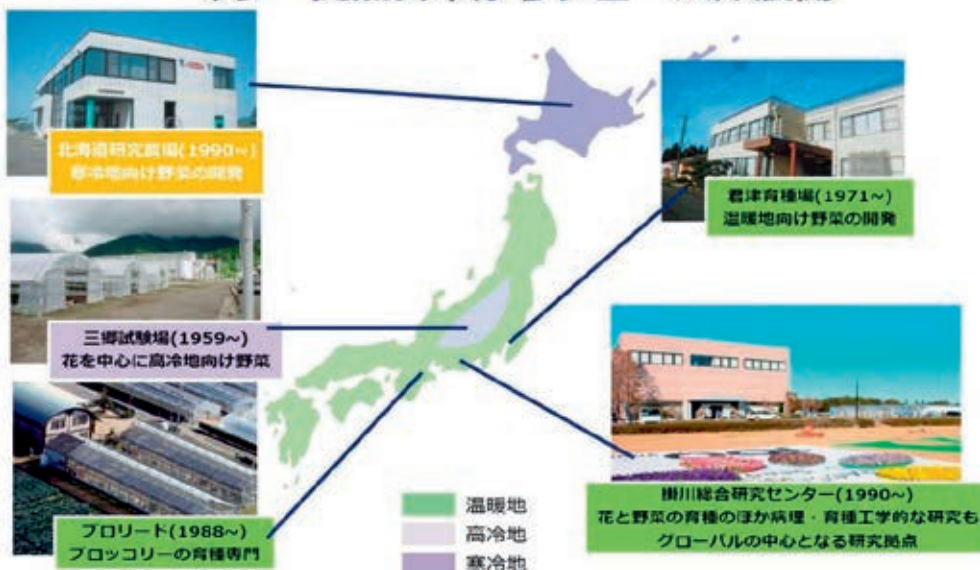 北海道研究農場(1990~)
寒冷地向け野菜の開発
君津育種場(1971~)
温暖地向け野菜の開発
三郷試験場(1959~)
花を中心に高冷地向け野菜
掛川総合研究センター(1990~)
花と野菜の育種のほか病理・育種工学的な研究も
グローバルの中心となる研究拠点
ブロリード(1988~)
ブロッコリーの育種専門
温暖地
高冷地
寒冷地